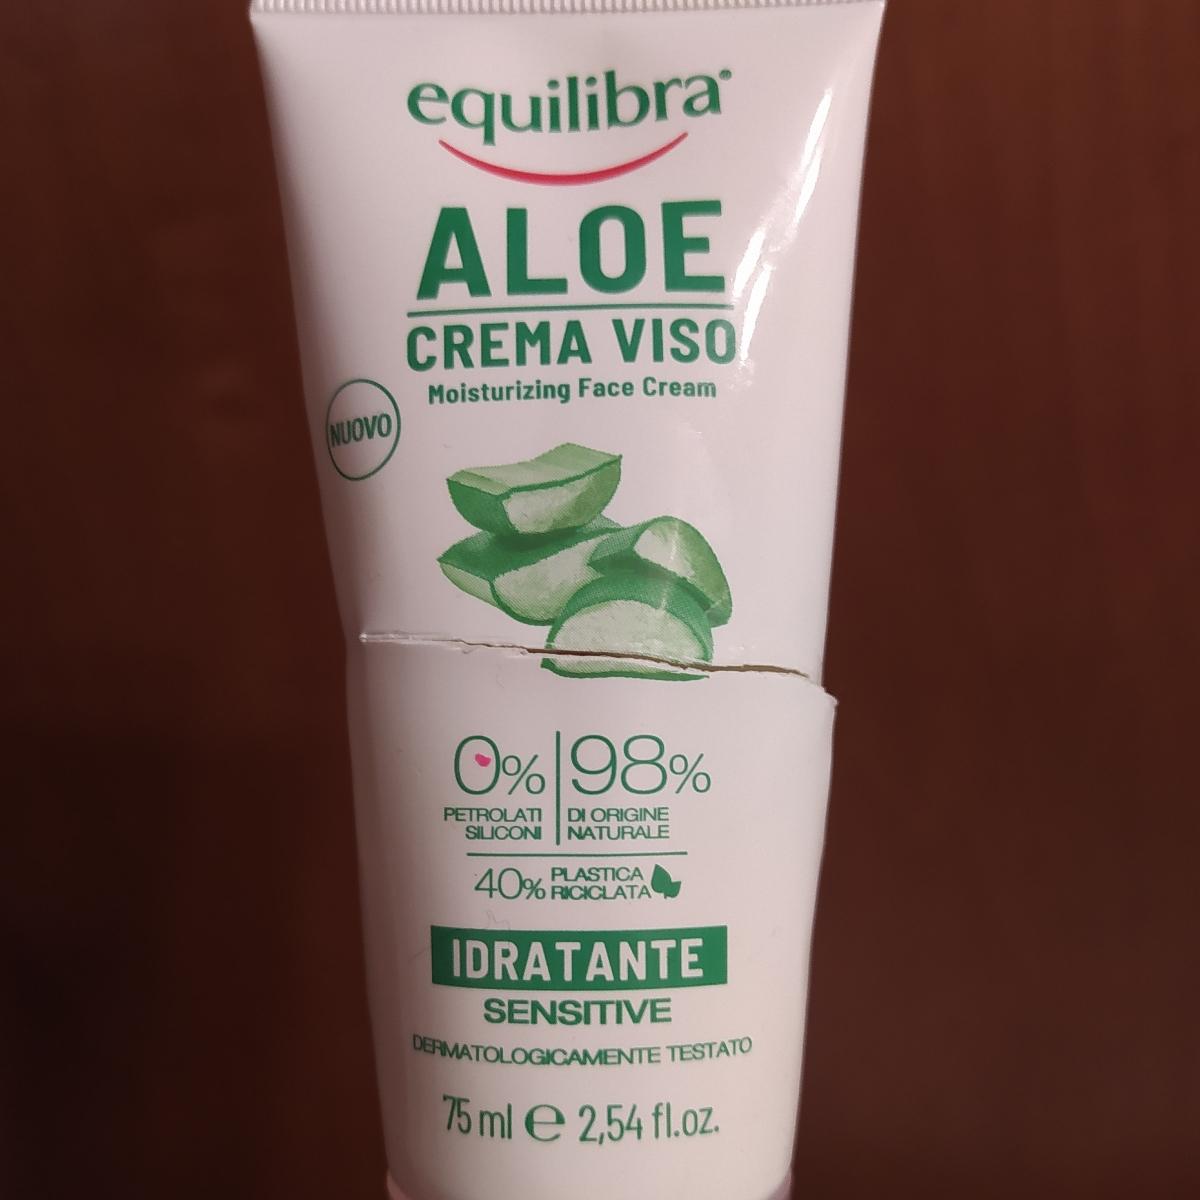 equilibra®
ALOE
CREMA VISO
Moisturizing Face Cream
NUOVO
0% 98%
PETROLATI DI ORIGINE
SILICONI NATURALE
40% PLASTICA
RICICLATA
IDRATANTE
SENSITIVE
DERMATOLOGICAMENTE TESTATO
75 ml ℮ 2,54 fl.oz.